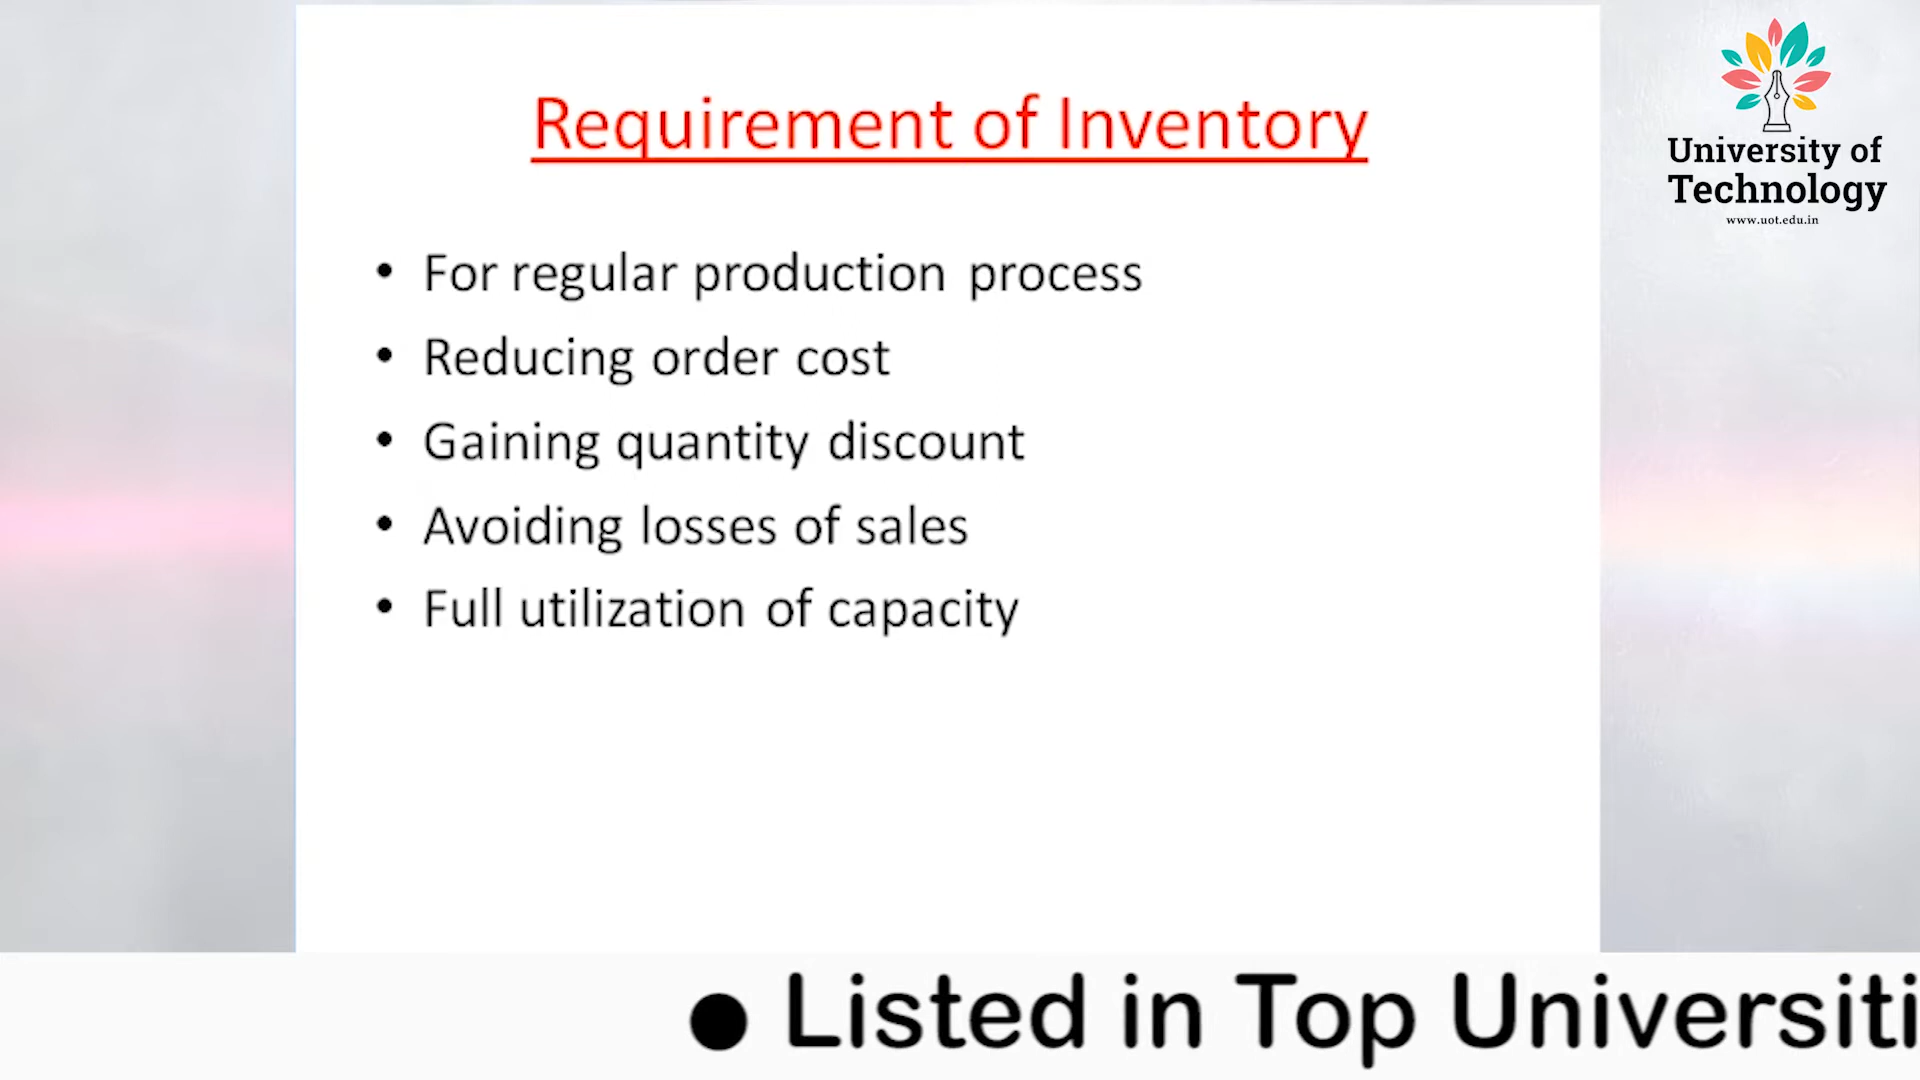 Requirement of Inventory
• For regular production process
• Reducing order cost
• Gaining quantity discount
• Avoiding losses of sales
• Full utilization of capacity
University of
Technology
www.uot.edu.in
● Listed in Top Universiti